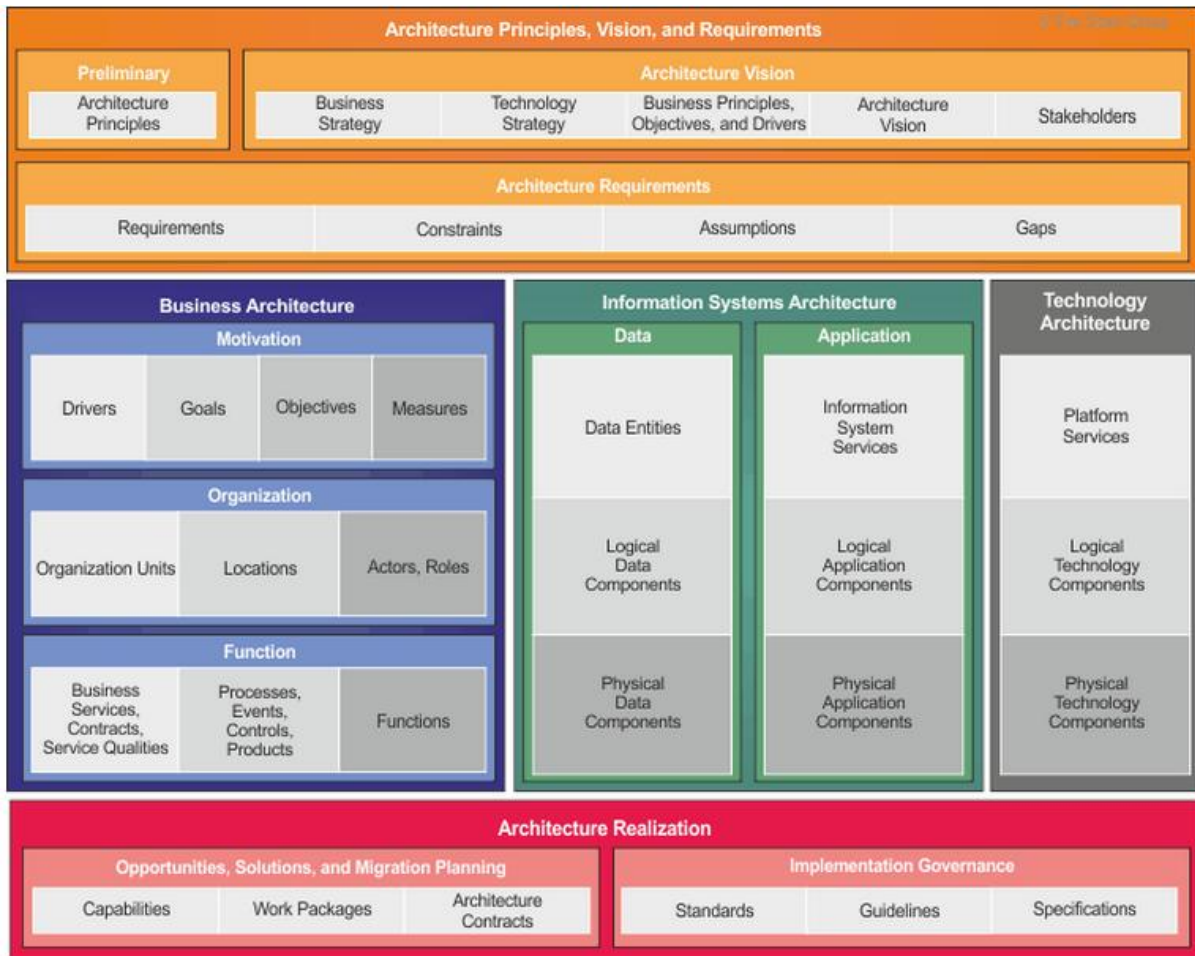 © The Open Group
Architecture Principles, Vision, and Requirements
Preliminary
Architecture
Principles
Architecture Vision
Business
Strategy
Technology
Strategy
Business Principles,
Objectives, and Drivers
Architecture
Vision
Stakeholders
Architecture Requirements
Requirements
Constraints
Assumptions
Gaps
Business Architecture
Motivation
Drivers
Goals
Objectives
Measures
Organization
Organization Units
Locations
Actors, Roles
Function
Business
Services,
Contracts,
Service Qualities
Processes,
Events,
Controls,
Products
Functions
Information Systems Architecture
Data
Data Entities
Logical
Data
Components
Physical
Data
Components
Application
Information
System
Services
Logical
Application
Components
Physical
Application
Components
Technology
Architecture
Platform
Services
Logical
Technology
Components
Physical
Technology
Components
Architecture Realization
Opportunities, Solutions, and Migration Planning
Capabilities
Work Packages
Architecture
Contracts
Implementation Governance
Standards
Guidelines
Specifications